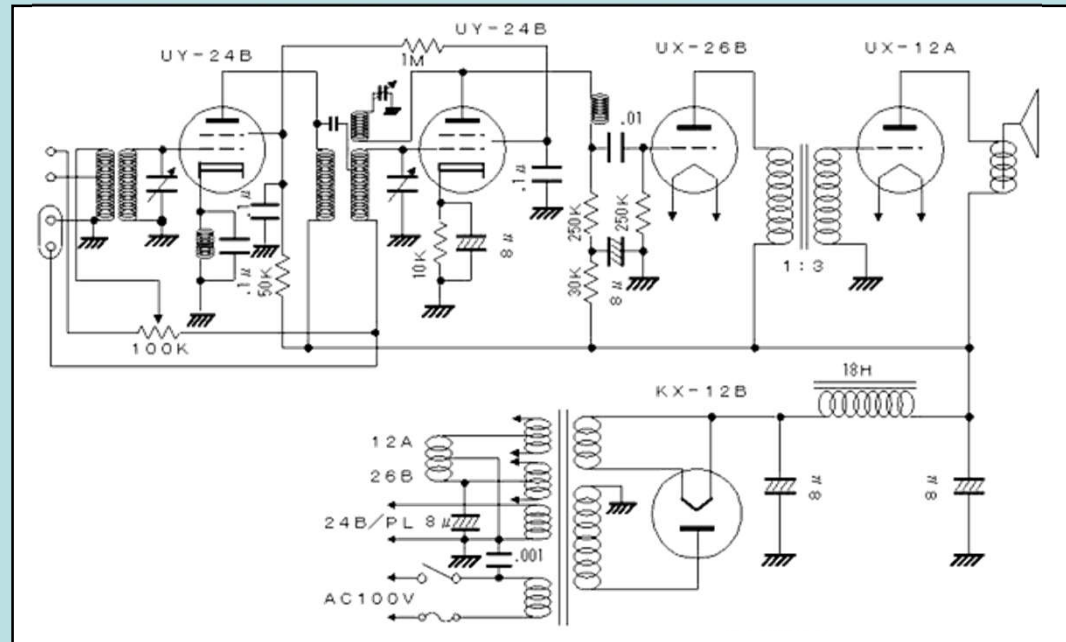 UY-24B
UY-24B
UX-26B
UX-12A
1M
.01
.1μ
.1μ
.1μ
50K
10K
8μ
250K
250K
30K
8μ
1:3
100K
18H
KX-12B
12A
26B
24B/PL
8μ
8μ
8μ
.001
AC100V